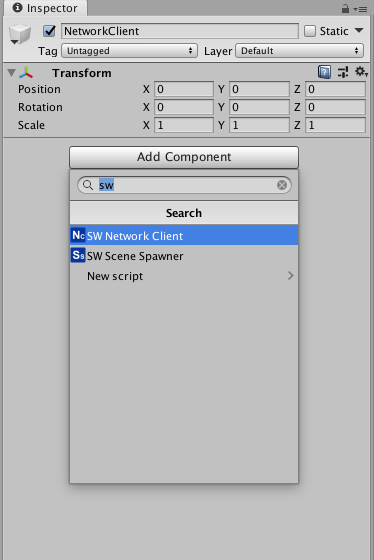 Inspector
NetworkClient Static
Tag Untagged Layer Default
Transform
Position X 0 Y 0 Z 0
Rotation X 0 Y 0 Z 0
Scale X 1 Y 1 Z 1
Add Component
sw
Search
Nc SW Network Client
Ss SW Scene Spawner
New script